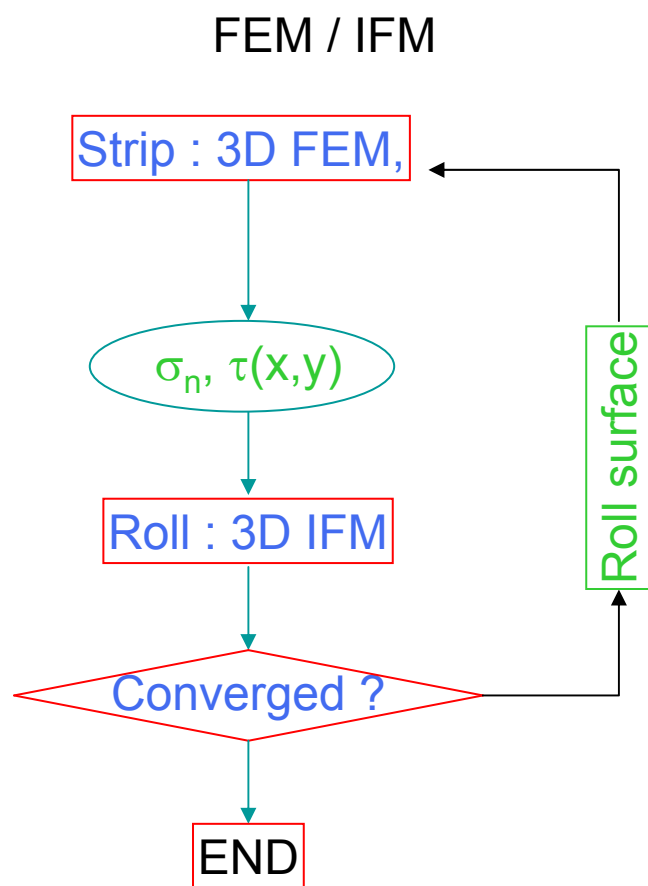 FEM / IFM
Strip : 3D FEM,
σₙ, τ(x,y)
Roll : 3D IFM
Roll surface
Converged ?
END